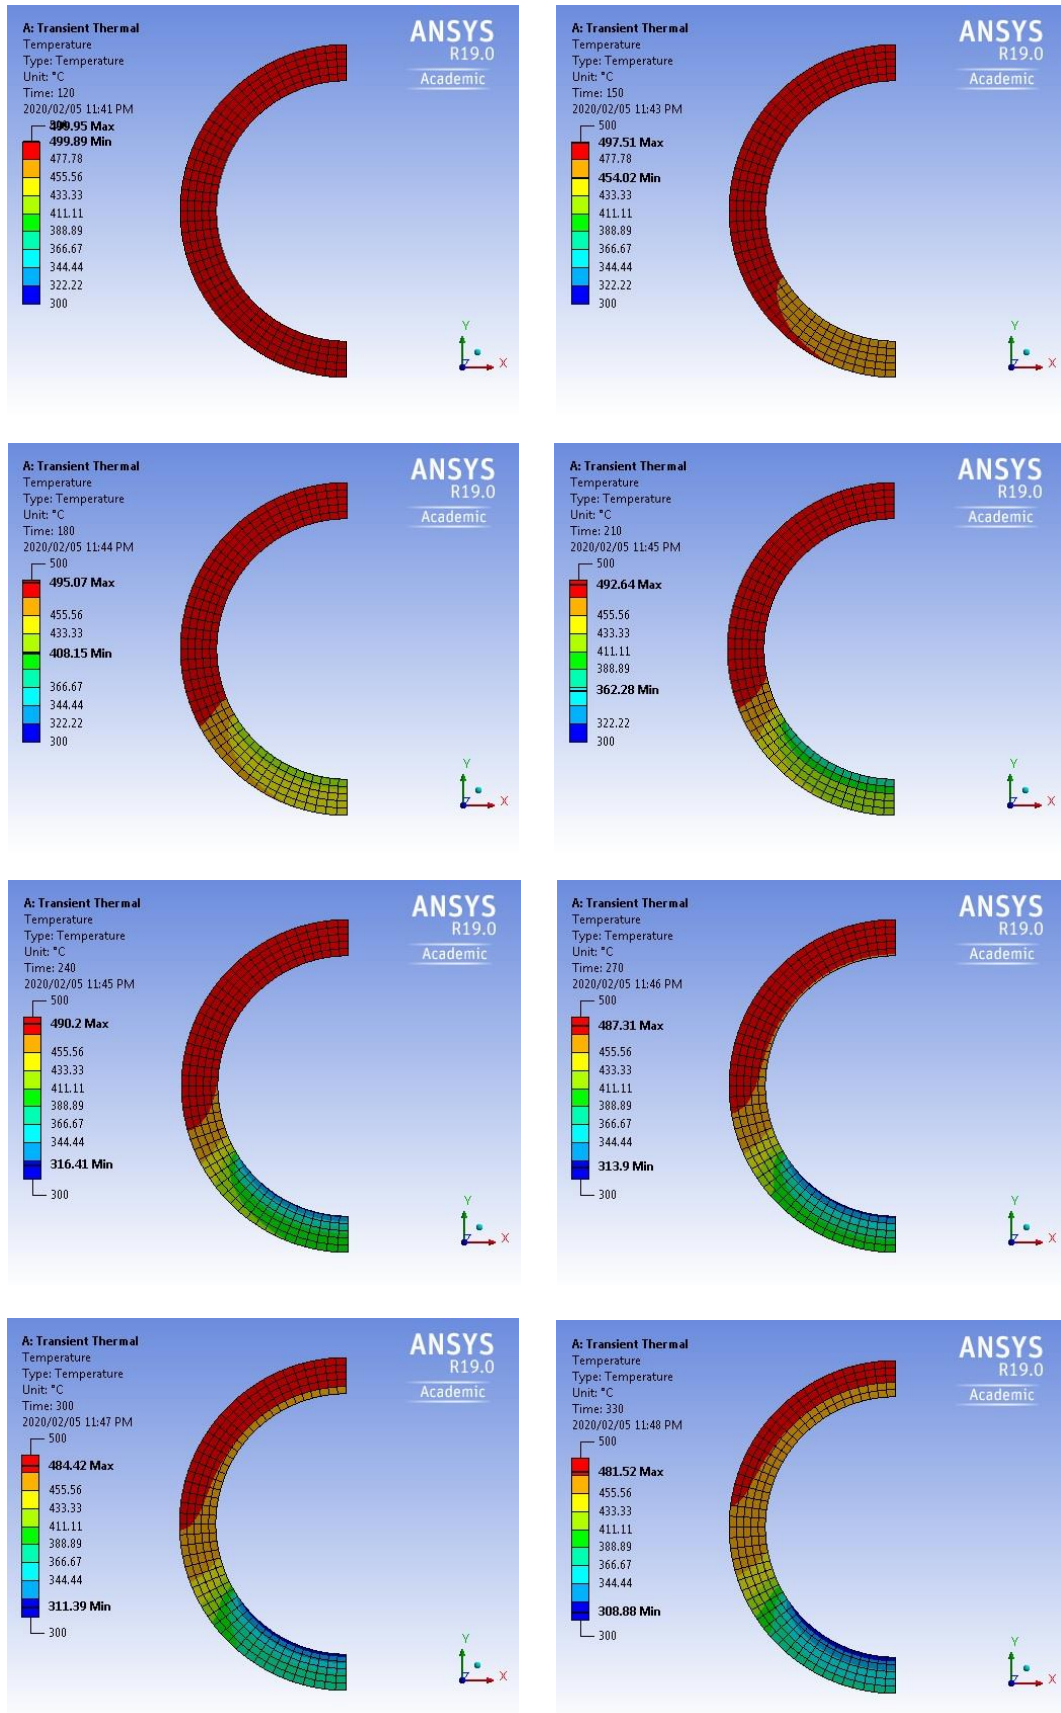 A: Transient Thermal
Temperature
Type: Temperature
Unit: °C
Time: 120
2020/02/05 11:41 PM
499.95 Max
499.89 Min
477.78
455.56
433.33
411.11
388.89
366.67
344.44
322.22
300
ANSYS
R19.0
Academic
Y
Z
X
A: Transient Thermal
Temperature
Type: Temperature
Unit: °C
Time: 150
2020/02/05 11:43 PM
500
497.51 Max
477.78
454.02 Min
433.33
411.11
388.89
366.67
344.44
322.22
300
ANSYS
R19.0
Academic
Y
Z
X
A: Transient Thermal
Temperature
Type: Temperature
Unit: °C
Time: 180
2020/02/05 11:44 PM
500
495.07 Max
455.56
433.33
408.15 Min
366.67
344.44
322.22
300
ANSYS
R19.0
Academic
Y
Z
X
A: Transient Thermal
Temperature
Type: Temperature
Unit: °C
Time: 210
2020/02/05 11:45 PM
500
492.64 Max
455.56
433.33
411.11
388.89
362.28 Min
322.22
300
ANSYS
R19.0
Academic
Y
Z
X
A: Transient Thermal
Temperature
Type: Temperature
Unit: °C
Time: 240
2020/02/05 11:45 PM
500
490.2 Max
455.56
433.33
411.11
388.89
366.67
344.44
316.41 Min
300
ANSYS
R19.0
Academic
Y
Z
X
A: Transient Thermal
Temperature
Type: Temperature
Unit: °C
Time: 270
2020/02/05 11:46 PM
500
487.31 Max
455.56
433.33
411.11
388.89
366.67
344.44
313.9 Min
300
ANSYS
R19.0
Academic
Y
Z
X
A: Transient Thermal
Temperature
Type: Temperature
Unit: °C
Time: 300
2020/02/05 11:47 PM
500
484.42 Max
455.56
433.33
411.11
388.89
366.67
344.44
311.39 Min
300
ANSYS
R19.0
Academic
Y
Z
X
A: Transient Thermal
Temperature
Type: Temperature
Unit: °C
Time: 330
2020/02/05 11:48 PM
500
481.52 Max
455.56
433.33
411.11
388.89
366.67
344.44
308.88 Min
300
ANSYS
R19.0
Academic
Y
Z
X